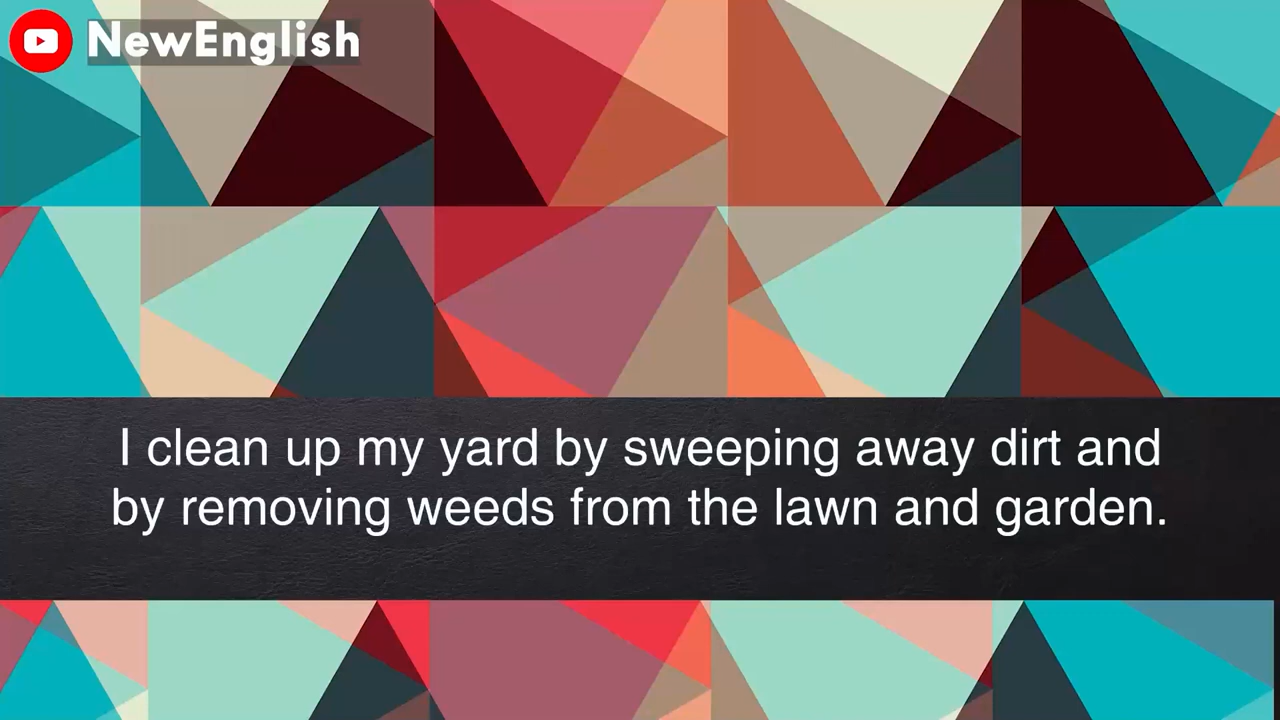 NewEnglish
I clean up my yard by sweeping away dirt and
by removing weeds from the lawn and garden.